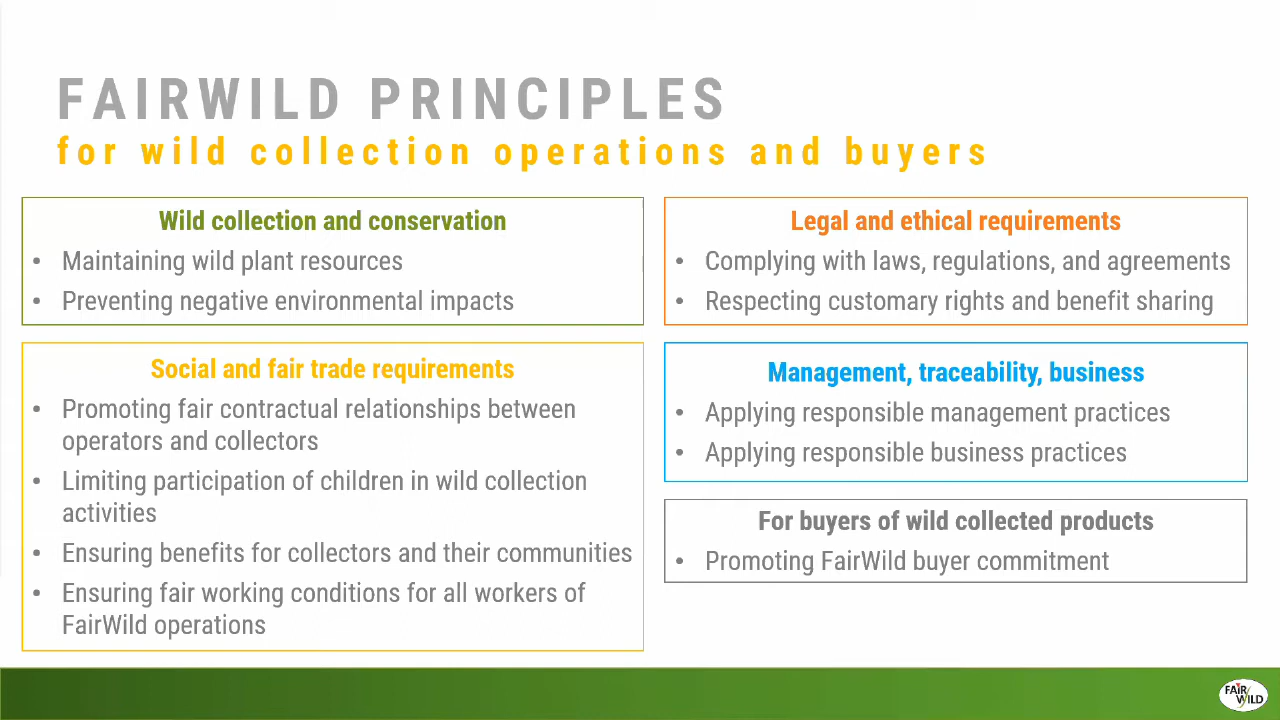 FAIRWILD PRINCIPLES
for wild collection operations and buyers
Wild collection and conservation
• Maintaining wild plant resources
• Preventing negative environmental impacts
Social and fair trade requirements
• Promoting fair contractual relationships between
operators and collectors
• Limiting participation of children in wild collection
activities
• Ensuring benefits for collectors and their communities
• Ensuring fair working conditions for all workers of
FairWild operations
Legal and ethical requirements
• Complying with laws, regulations, and agreements
• Respecting customary rights and benefit sharing
Management, traceability, business
• Applying responsible management practices
• Applying responsible business practices
For buyers of wild collected products
• Promoting FairWild buyer commitment
FAIR
WILD